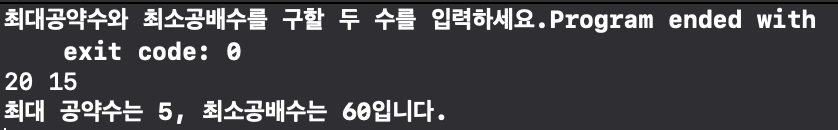 최대공약수와 최소공배수를 구할 두 수를 입력하세요.Program ended with
exit code: 0
20 15
최대 공약수는 5, 최소공배수는 60입니다.